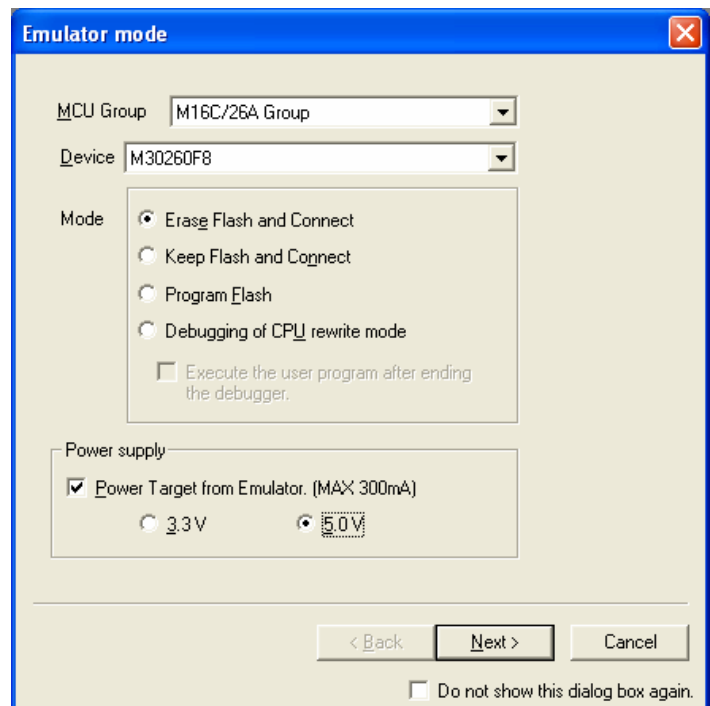 Emulator mode
MCU Group M16C/26A Group
Device M30260F8
Mode Erase Flash and Connect
Keep Flash and Connect
Program Flash
Debugging of CPU rewrite mode
Execute the user program after ending
the debugger.
Power supply
Power Target from Emulator. (MAX 300mA)
3.3 V 5.0 V
< Back Next > Cancel
Do not show this dialog box again.